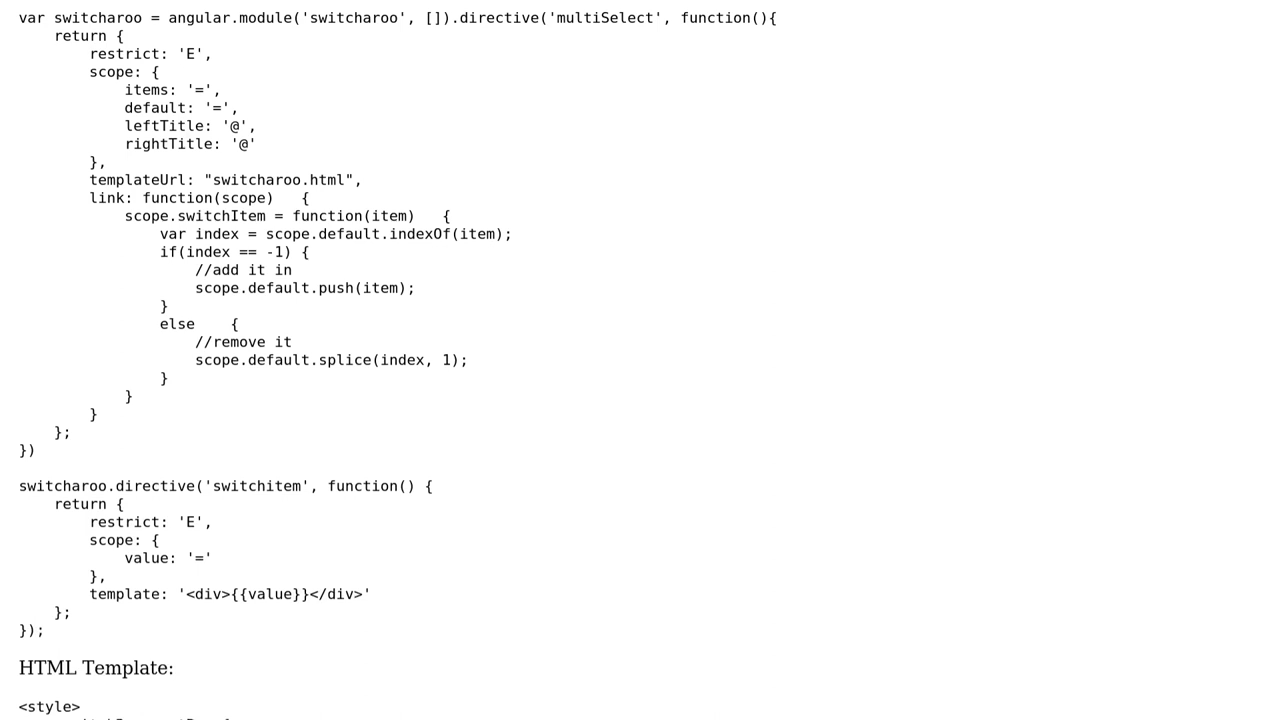 var switcharoo = angular.module('switcharoo', []).directive('multiSelect', function(){
    return {
        restrict: 'E',
        scope: {
            items: '=',
            default: '=',
            leftTitle: '@',
            rightTitle: '@'
        },
        templateUrl: "switcharoo.html",
        link: function(scope)   {
            scope.switchItem = function(item)   {
                var index = scope.default.indexOf(item);
                if(index == -1) {
                    //add it in
                    scope.default.push(item);
                }
                else    {
                    //remove it
                    scope.default.splice(index, 1);
                }
            }
        }
    };
})

switcharoo.directive('switchitem', function() {
    return {
        restrict: 'E',
        scope: {
            value: '='
        },
        template: '<div>{{value}}</div>'
    };
});
HTML Template:
<style>